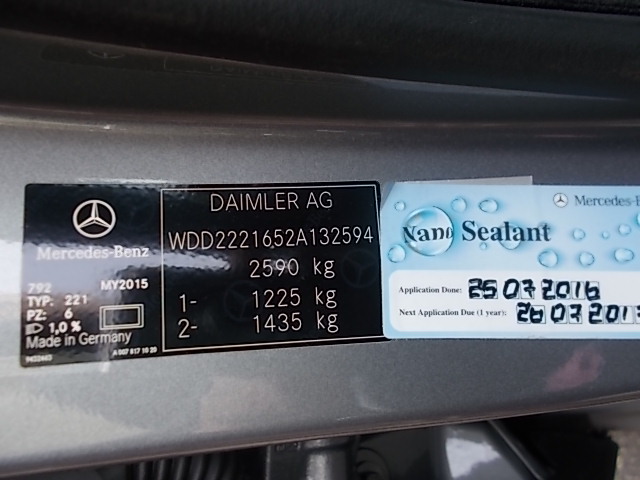 DAIMLER AG
WDD2221652A132594
2590 kg
1- 1225 kg
2- 1435 kg
Mercedes-Benz
792 MY2015
TYP: 221
PZ: 6
1,0 %
Made in Germany
A 007 817 16 20
Mercedes-Ben
Nano Sealant
Application Done: 25 07 2016
Next Application Due (1 year): 26 07 2017